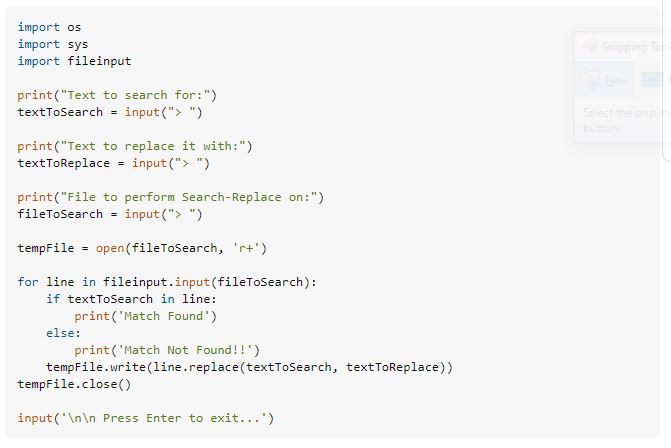 import os
import sys
import fileinput
print("Text to search for:")
textToSearch = input("> ")
print("Text to replace it with:")
textToReplace = input("> ")
print("File to perform Search-Replace on:")
fileToSearch = input("> ")
tempFile = open(fileToSearch, 'r+')
for line in fileinput.input(fileToSearch):
    if textToSearch in line:
        print('Match Found')
    else:
        print('Match Not Found!!')
    tempFile.write(line.replace(textToSearch, textToReplace))
tempFile.close()
input('\n\n Press Enter to exit...')
Snipping Tool
New
Select the snip
button.